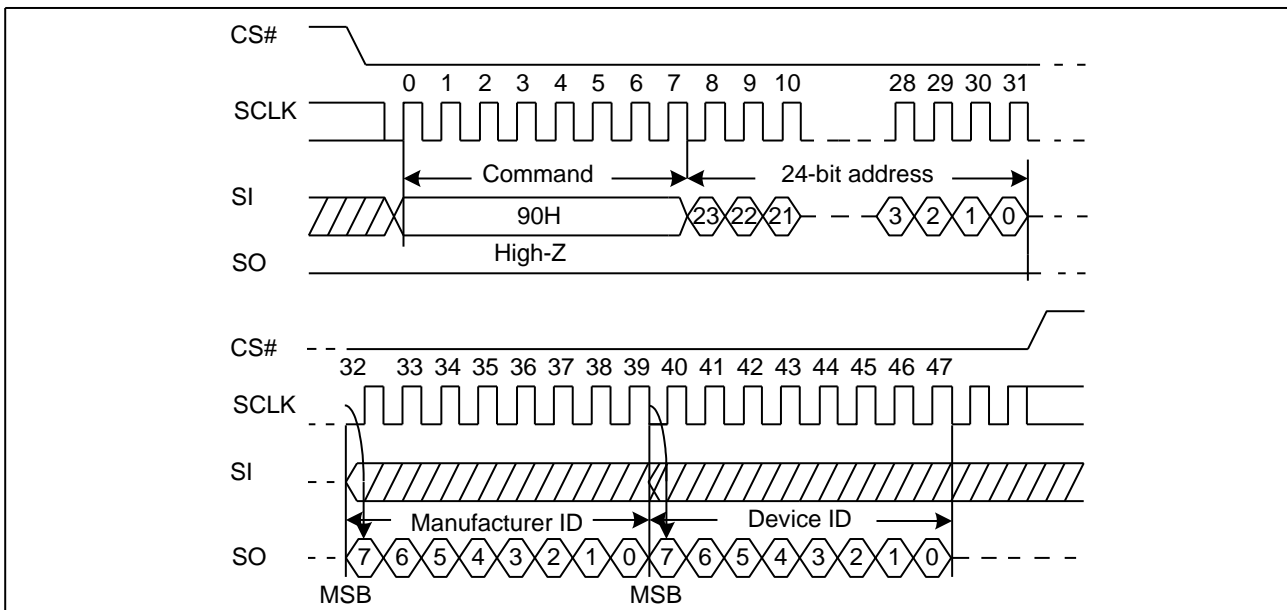 CS#
0 1 2 3 4 5 6 7 8 9 10 28 29 30 31
SCLK
Command 24-bit address
SI
90H 23 22 21 3 2 1 0
High-Z
SO
CS#
32 33 34 35 36 37 38 39 40 41 42 43 44 45 46 47
SCLK
SI
Manufacturer ID Device ID
SO 7 6 5 4 3 2 1 0 7 6 5 4 3 2 1 0
MSB MSB